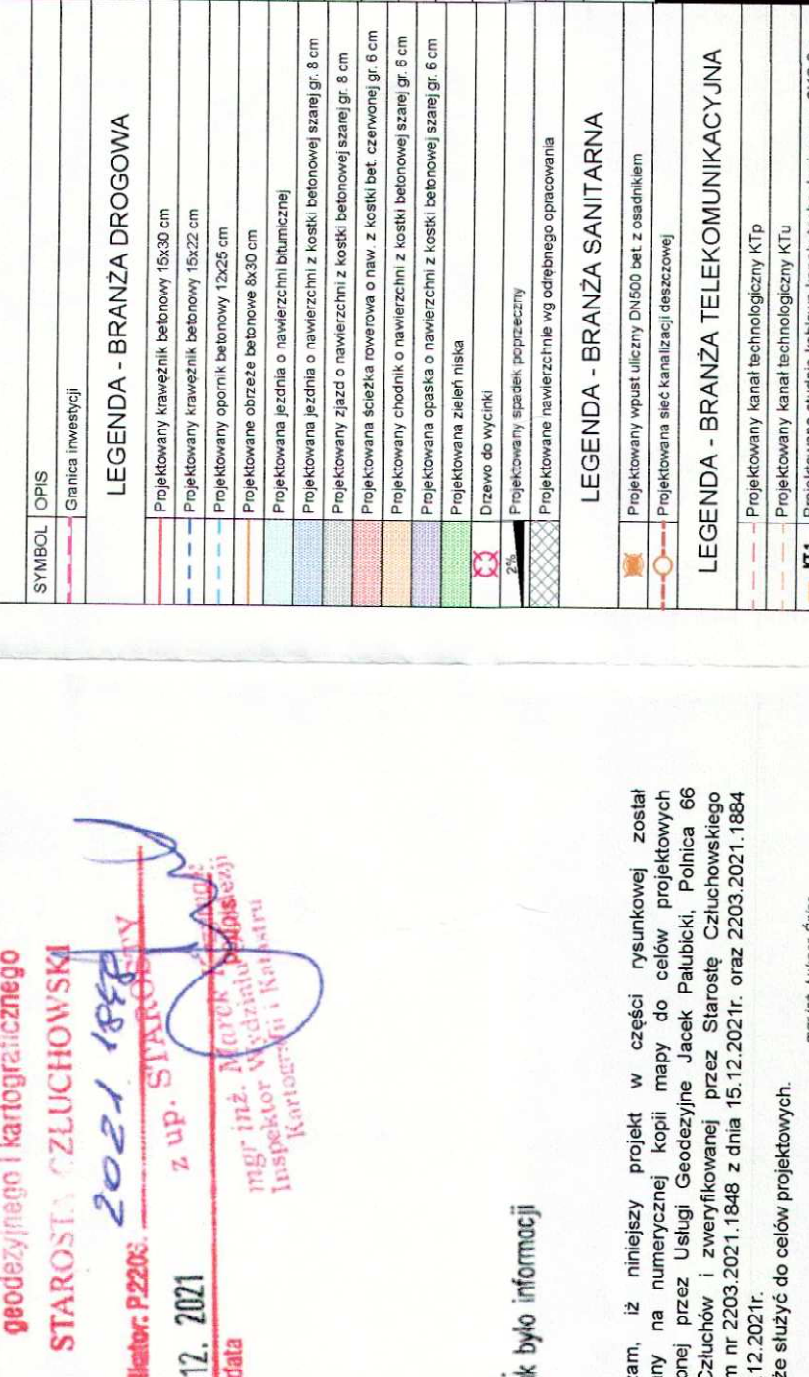 geodezyjnego i kartograficznego
STAROSTA CZŁUCHOWSKI
P.2203. 2021
z up. STAROSTY
12. 2021
data
mgr inż. Marek
Inspektor Wydziału
Kartografii i Katastru
było informacji
iż niniejszy projekt w części rysunkowej został
na numerycznej kopii mapy do celów projektowych
przez Usługi Geodezyjne Jacek Pałubicki, Polnica 66
Człuchów i zweryfikowanej przez Starostę Człuchowskiego
nr 2203.2021.1848 z dnia 15.12.2021r. oraz 2203.2021.1884
.12.2021r.
służyć do celów projektowych.
SYMBOL OPIS
Granica inwestycji
LEGENDA - BRANŻA DROGOWA
Projektowany krawężnik betonowy 15x30 cm
Projektowany krawężnik betonowy 15x22 cm
Projektowany opornik betonowy 12x25 cm
Projektowane obrzeże betonowe 8x30 cm
Projektowana jezdnia o nawierzchni bitumicznej
Projektowana jezdnia o nawierzchni z kostki betonowej szarej gr. 8 cm
Projektowany zjazd o nawierzchni z kostki betonowej szarej gr. 8 cm
Projektowana ścieżka rowerowa o naw. z kostki bet. czerwonej gr. 6 cm
Projektowany chodnik o nawierzchni z kostki betonowej szarej gr. 6 cm
Projektowana opaska o nawierzchni z kostki betonowej szarej gr. 6 cm
Projektowana zieleń niska
Drzewo do wycinki
2% Projektowany spadek poprzeczny
Projektowane nawierzchnie wg odrębnego opracowania
LEGENDA - BRANŻA SANITARNA
Projektowany wpust uliczny DN500 bet. z osadnikiem
Projektowana sieć kanalizacji deszczowej
LEGENDA - BRANŻA TELEKOMUNIKACYJNA
Projektowany kanał technologiczny KTp
Projektowany kanał technologiczny KTu